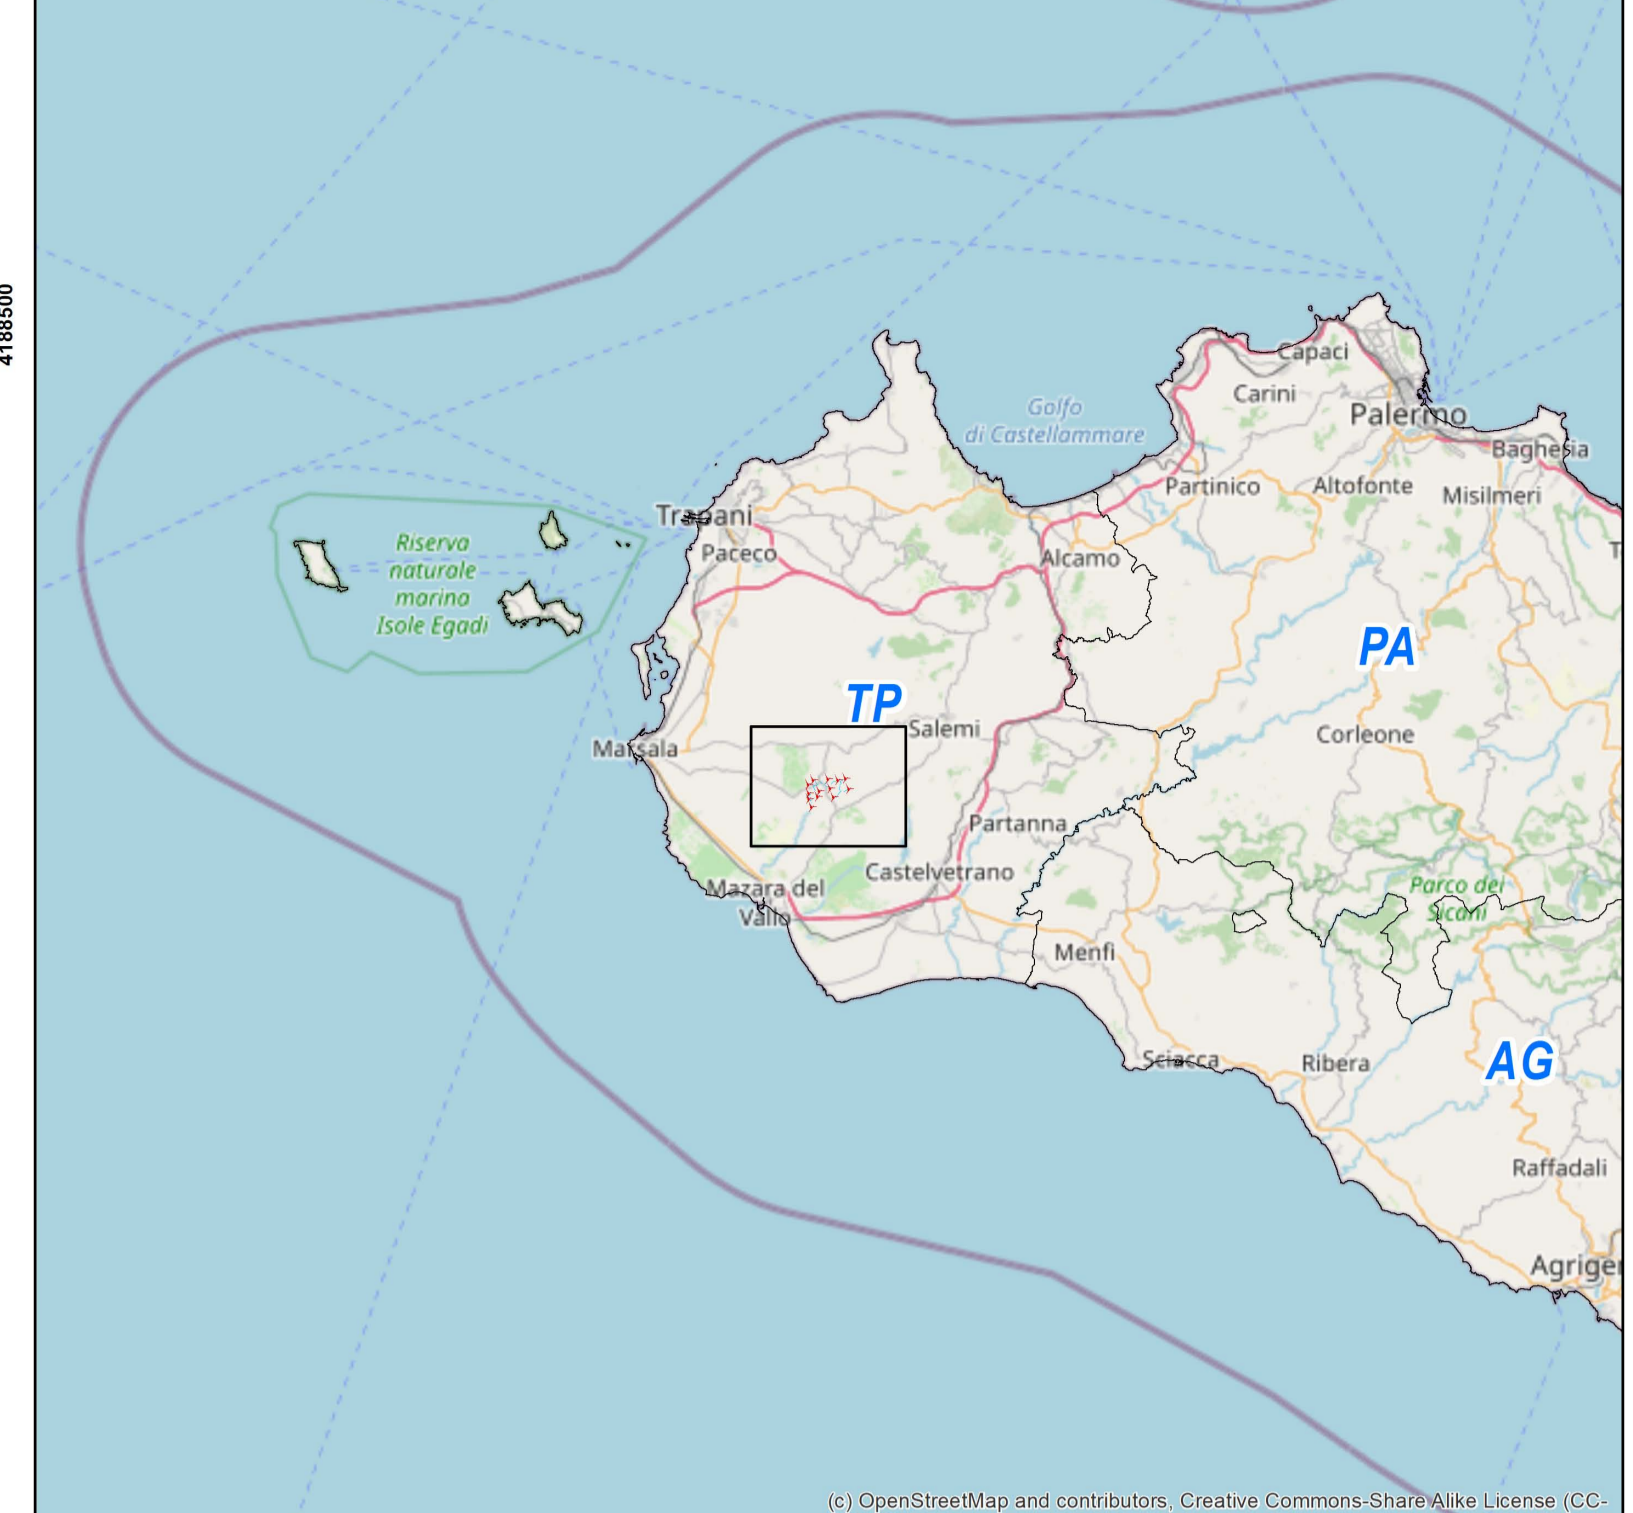 4188500
Capaci
Carini
Palermo
Golfo
di Castellammare
Bagheria
Partinico
Altofonte
Misilmeri
Trapani
Paceco
Alcamo
Riserva
naturale
marina
Isole Egadi
PA
TP
Salemi
Corleone
Marsala
Partanna
Castelvetrano
Mazara del
Vallo
Parco dei
Sicani
Menfi
Sciacca
Ribera
AG
Raffadali
Agrige
(c) OpenStreetMap and contributors, Creative Commons-Share Alike License (CC-